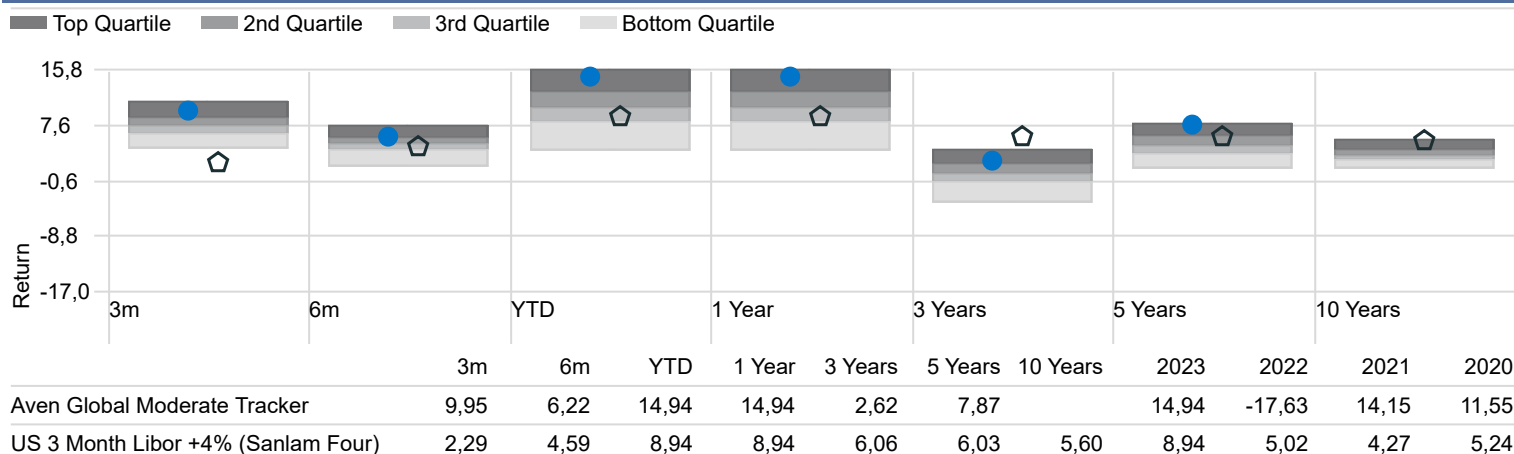 Top Quartile 2nd Quartile 3rd Quartile Bottom Quartile
15,8
7,6
-0,6
-8,8
-17,0
Return
3m 6m YTD 1 Year 3 Years 5 Years 10 Years
3m 6m YTD 1 Year 3 Years 5 Years 10 Years 2023 2022 2021 2020
Aven Global Moderate Tracker 9,95 6,22 14,94 14,94 2,62 7,87 14,94 -17,63 14,15 11,55
US 3 Month Libor +4% (Sanlam Four) 2,29 4,59 8,94 8,94 6,06 6,03 5,60 8,94 5,02 4,27 5,24